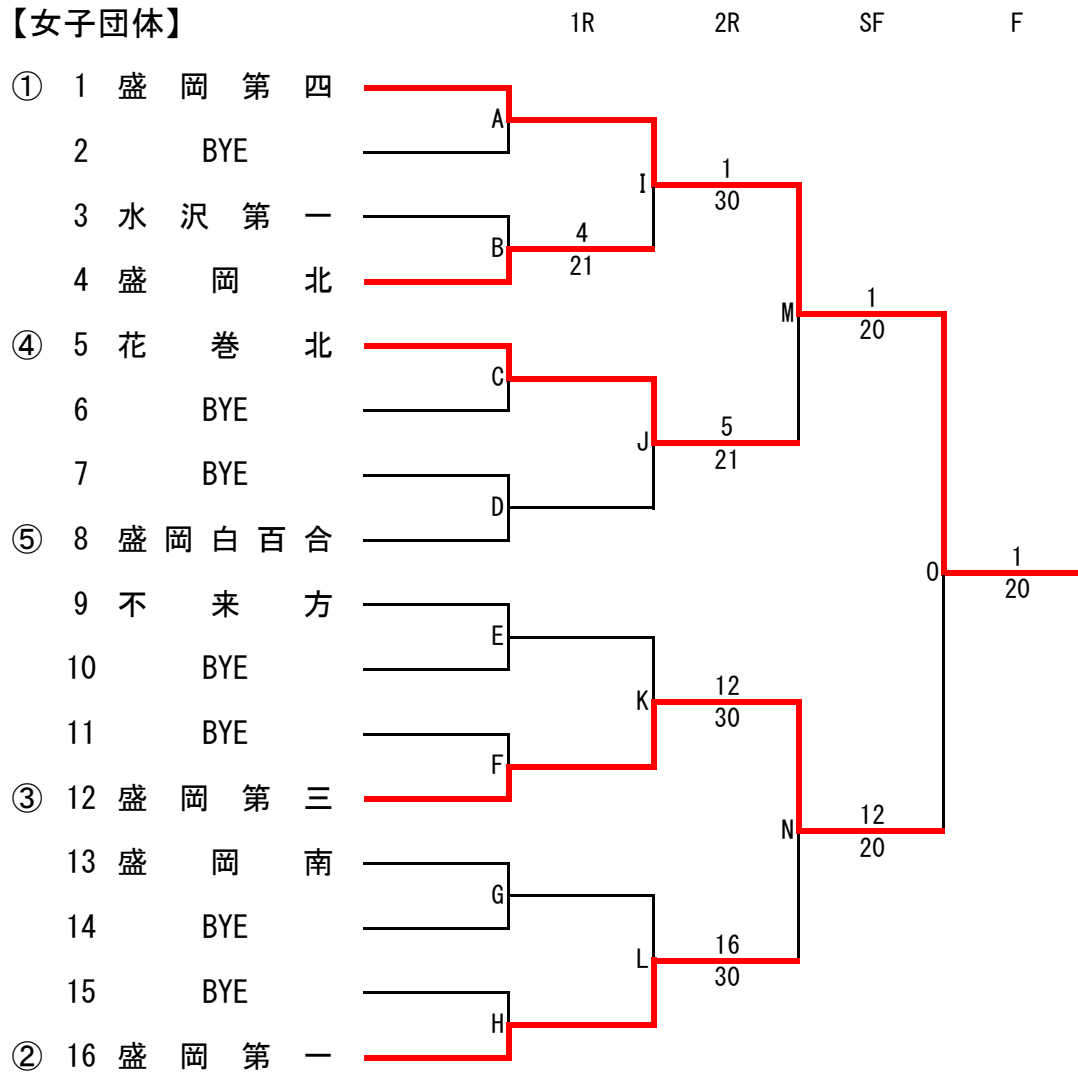 【女子団体】 1R 2R SF F
① 1 盛岡第四
A
2 BYE
I 1
30
3 水沢第一
B 4
21
4 盛岡北
M 1
20
④ 5 花巻北
C
6 BYE
J 5
21
7 BYE
D
⑤ 8 盛岡白百合
O 1
20
9 不来方
E
10 BYE
K 12
30
11 BYE
F
③ 12 盛岡第三
N 12
20
13 盛岡南
G
14 BYE
L 16
30
15 BYE
H
② 16 盛岡第一